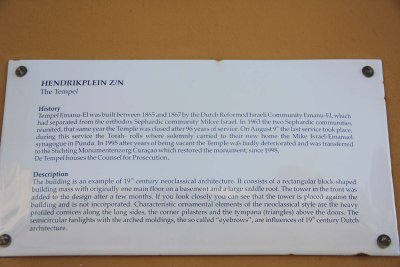 HENDRIKPLEIN Z/N
The Tempel
History
Tempel Emanu-El was built between 1865 and 1867 by the Dutch Reformed Israeli Community Emanu-El, which
had separated from the orthodox Sephardic community Mikve Israel. In 1963 the two Sephardic communities
reunited, that same year the Temple was closed after 96 years of service. On August 9th the last service took place,
during this service the Torah- rolls where solemnly carried to their new home the Mike Israel-Emanuel
synagogue in Punda. In 1995 after years of being vacant the Temple was badly deteriorated and was transferred
to the Stichting Monumentenzorg Curaçao which restored the monument; since 1998,
De Tempel houses the Counsel for Prosecution.
Description
The building is an example of 19th century neoclassical architecture. It consists of a rectangular block-shaped
building mass with originally one main floor on a basement and a large saddle roof. The tower in the front was
added to the design after a few months. If you look closely you can see that the tower is placed against the
building and is not incorporated. Characteristic ornamental elements of the neoclassical style are the heavy
profiled cornices along the long sides, the corner pilasters and the tympana (triangles) above the doors. The
semicircular fanlights with the arched moldings, the so called "eyebrows", are influences of 19th century Dutch
architecture.